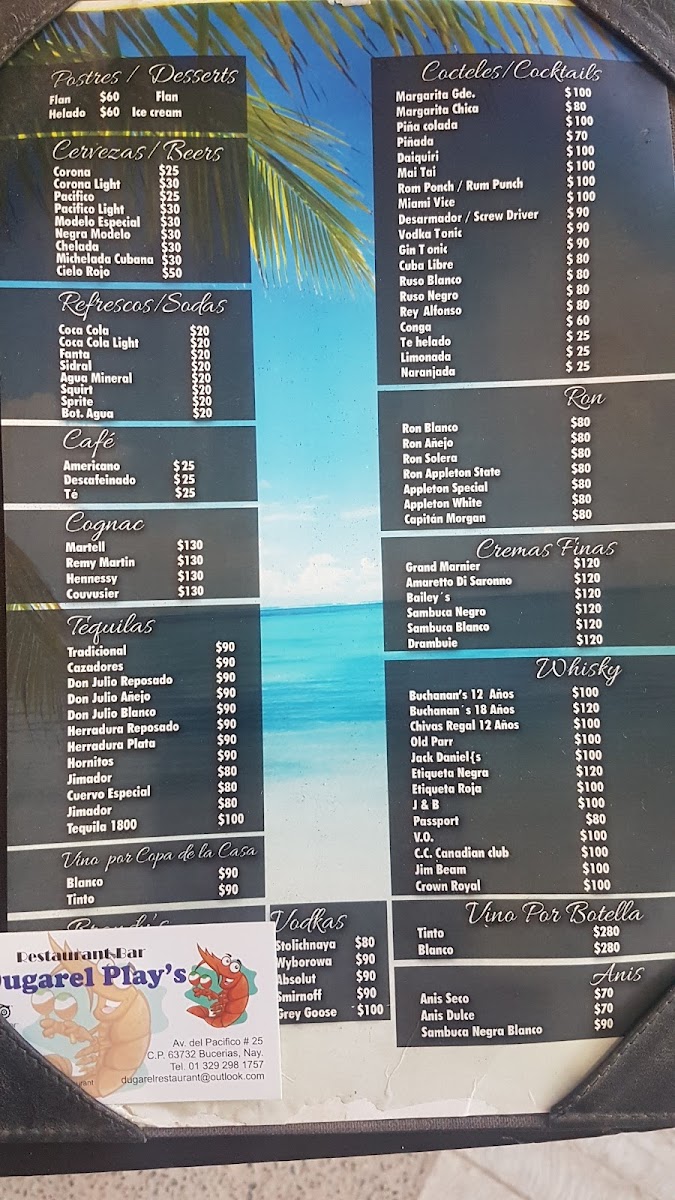 Postres / Desserts
Flan $60 Flan
Helado $60 Ice cream
Cervezas / Beers
Corona $25
Corona Light $30
Pacifico $25
Pacifico Light $30
Modelo Especial $30
Negra Modelo $30
Chelada $30
Michelada Cubana $30
Cielo Rojo $50
Refrescos/Sodas
Coca Cola $20
Coca Cola Light $20
Fanta $20
Sidral $20
Agua Mineral $20
Squirt $20
Sprite $20
Bot. Agua $20
Café
Americano $25
Descafeinado $25
Té $25
Cognac
Martell $130
Remy Martin $130
Hennessy $130
Couvusier $130
Téquilas
Tradicional $90
Cazadores $90
Don Julio Reposado $90
Don Julio Añejo $90
Don Julio Blanco $90
Herradura Reposado $90
Herradura Plata $90
Hornitos $90
Jimador $80
Cuervo Especial $80
Jimador $80
Tequila 1800 $100
Vino por Copa de la Casa
Blanco $90
Tinto $90
Restaurant Bar
ugarel Play's
Av. del Pacifico # 25
C.P. 63732 Bucerias, Nay.
Tel. 01 329 298 1757
dugarelrestaurant@outlook.com
Vodkas
Stolichnaya $80
Wyborowa $90
Absolut $90
Smirnoff $90
Grey Goose $100
Cocteles/Cocktails
Margarita Gde. $100
Margarita Chica $80
Piña colada $100
Piñada $70
Daiquiri $100
Mai Tai $100
Rom Ponch / Rum Punch $100
Miami Vice $100
Desarmador / Screw Driver $90
Vodka Tonic $90
Gin Tonic $90
Cuba Libre $80
Ruso Blanco $80
Ruso Negro $80
Rey Alfonso $80
Conga $60
Te helado $25
Limonada $25
Naranjada $25
Ron
Ron Blanco $80
Ron Añejo $80
Ron Solera $80
Ron Appleton State $80
Appleton Special $80
Appleton White $80
Capitán Morgan $80
Cremas Finas
Grand Marnier $120
Amaretto Di Saronno $120
Bailey´s $120
Sambuca Negro $120
Sambuca Blanco $120
Drambuie $120
Whisky
Buchanan's 12 Años $100
Buchanan´s 18 Años $120
Chivas Regal 12 Años $100
Old Parr $100
Jack Daniel{s $100
Etiqueta Negra $120
Etiqueta Roja $100
J & B $100
Passport $80
V.O. $100
C.C. Canadian club $100
Jim Beam $100
Crown Royal $100
Vino Por Botella
Tinto $280
Blanco $280
Anis
Anis Seco $70
Anis Dulce $70
Sambuca Negra Blanco $90